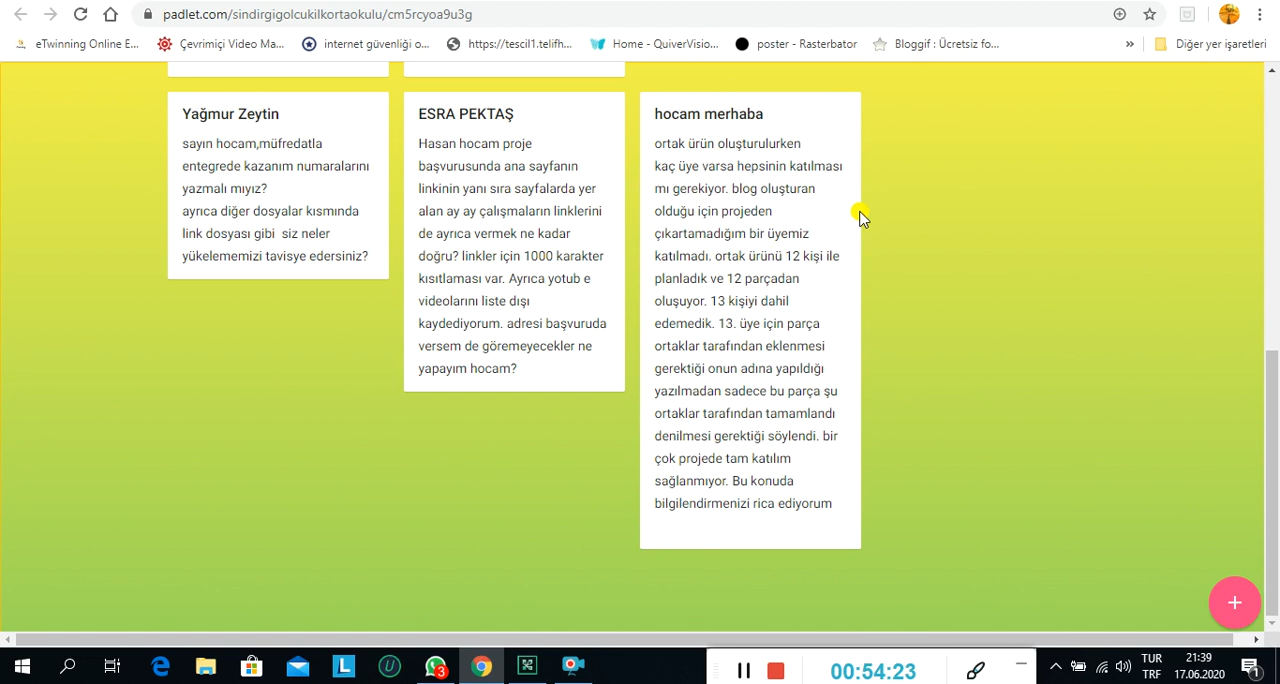 padlet.com/sindirgigolcukilkortaokulu/cm5rcyoa9u3g
eTwinning Online E...
Çevrimiçi Video Ma...
internet güvenliği o...
https://tescil1.telifh...
Home - QuiverVisio...
poster - Rasterbator
Bloggif : Ücretsiz fo...
»
Diğer yer işaretleri
Yağmur Zeytin
sayın hocam,müfredatla
entegrede kazanım numaralarını
yazmalı mıyız?
ayrıca diğer dosyalar kısmında
link dosyası gibi siz neler
yükelememizi tavisye edersiniz?
ESRA PEKTAŞ
Hasan hocam proje
başvurusunda ana sayfanın
linkinin yanı sıra sayfalarda yer
alan ay ay çalışmaların linklerini
de ayrıca vermek ne kadar
doğru? linkler için 1000 karakter
kısıtlaması var. Ayrıca yotub e
videolarını liste dışı
kaydediyorum. adresi başvuruda
versem de göremeyecekler ne
yapayım hocam?
hocam merhaba
ortak ürün oluşturulurken
kaç üye varsa hepsinin katılması
mı gerekiyor. blog oluşturan
olduğu için projeden
çıkartamadığım bir üyemiz
katılmadı. ortak ürünü 12 kişi ile
planladık ve 12 parçadan
oluşuyor. 13 kişiyi dahil
edemedik. 13. üye için parça
ortaklar tarafından eklenmesi
gerektiği onun adına yapıldığı
yazılmadan sadece bu parça şu
ortaklar tarafından tamamlandı
denilmesi gerektiği söylendi. bir
çok projede tam katılım
sağlanmıyor. Bu konuda
bilgilendirmenizi rica ediyorum
+
L
U
3
00:54:23
TUR
TRF
21:39
17.06.2020
1